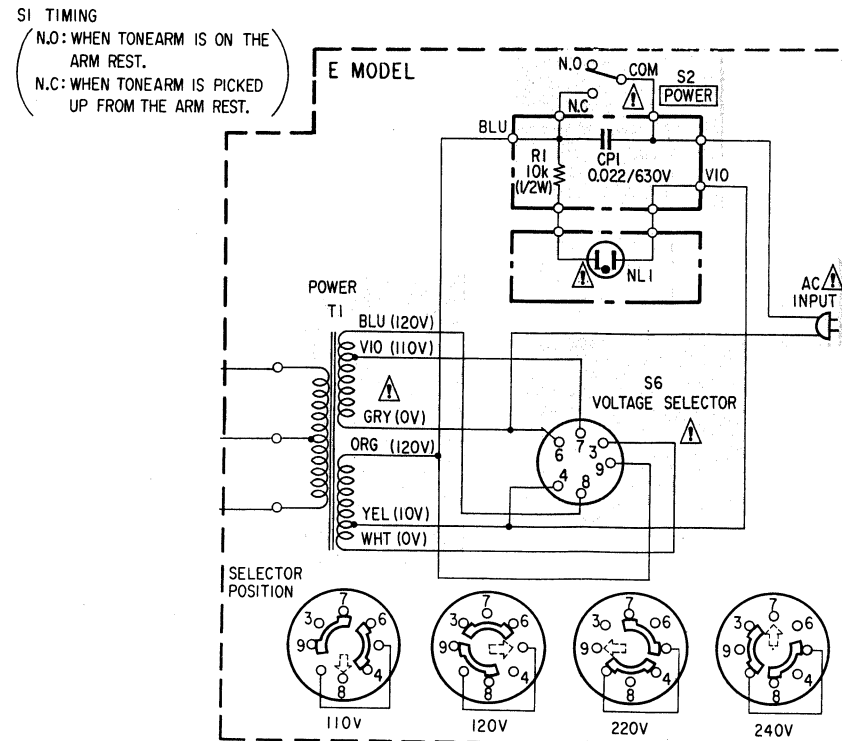 S1 TIMING
N.O: WHEN TONEARM IS ON THE
ARM REST.
N.C: WHEN TONEARM IS PICKED
UP FROM THE ARM REST.
E MODEL
N.O
COM
S2
POWER
N.C
BLU
R1
10k
(1/2W)
CP1
0.022/630V
VIO
NL1
AC
INPUT
POWER
T1
BLU (120V)
VIO (110V)
GRY (0V)
ORG (120V)
YEL (10V)
WHT (0V)
S6
VOLTAGE SELECTOR
6 7 3
9
4
8
SELECTOR
POSITION
7
3 6
9
4
8
110V
7
3 6
9
4
8
120V
7
3 6
9
4
8
220V
7
3 6
9
4
8
240V